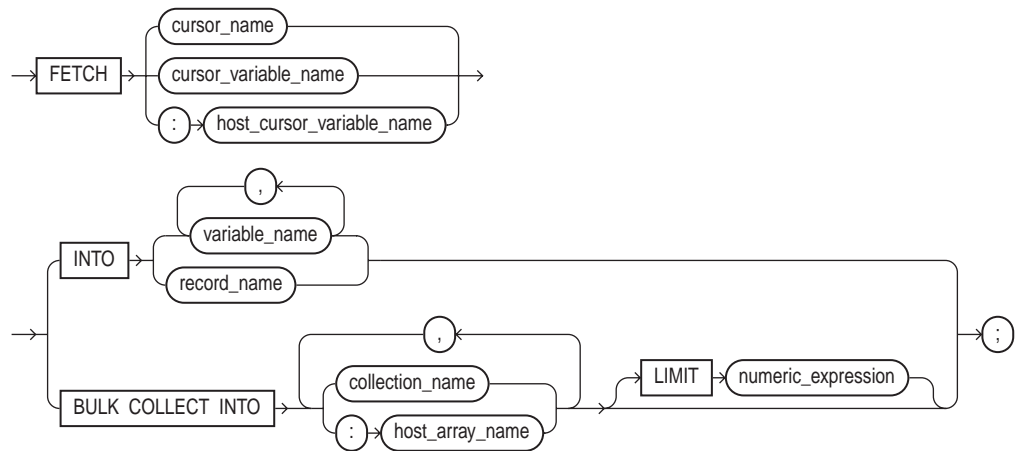 cursor_name
FETCH cursor_variable_name
: host_cursor_variable_name
,
variable_name
INTO
record_name
,
;
collection_name LIMIT numeric_expression
BULK COLLECT INTO
: host_array_name